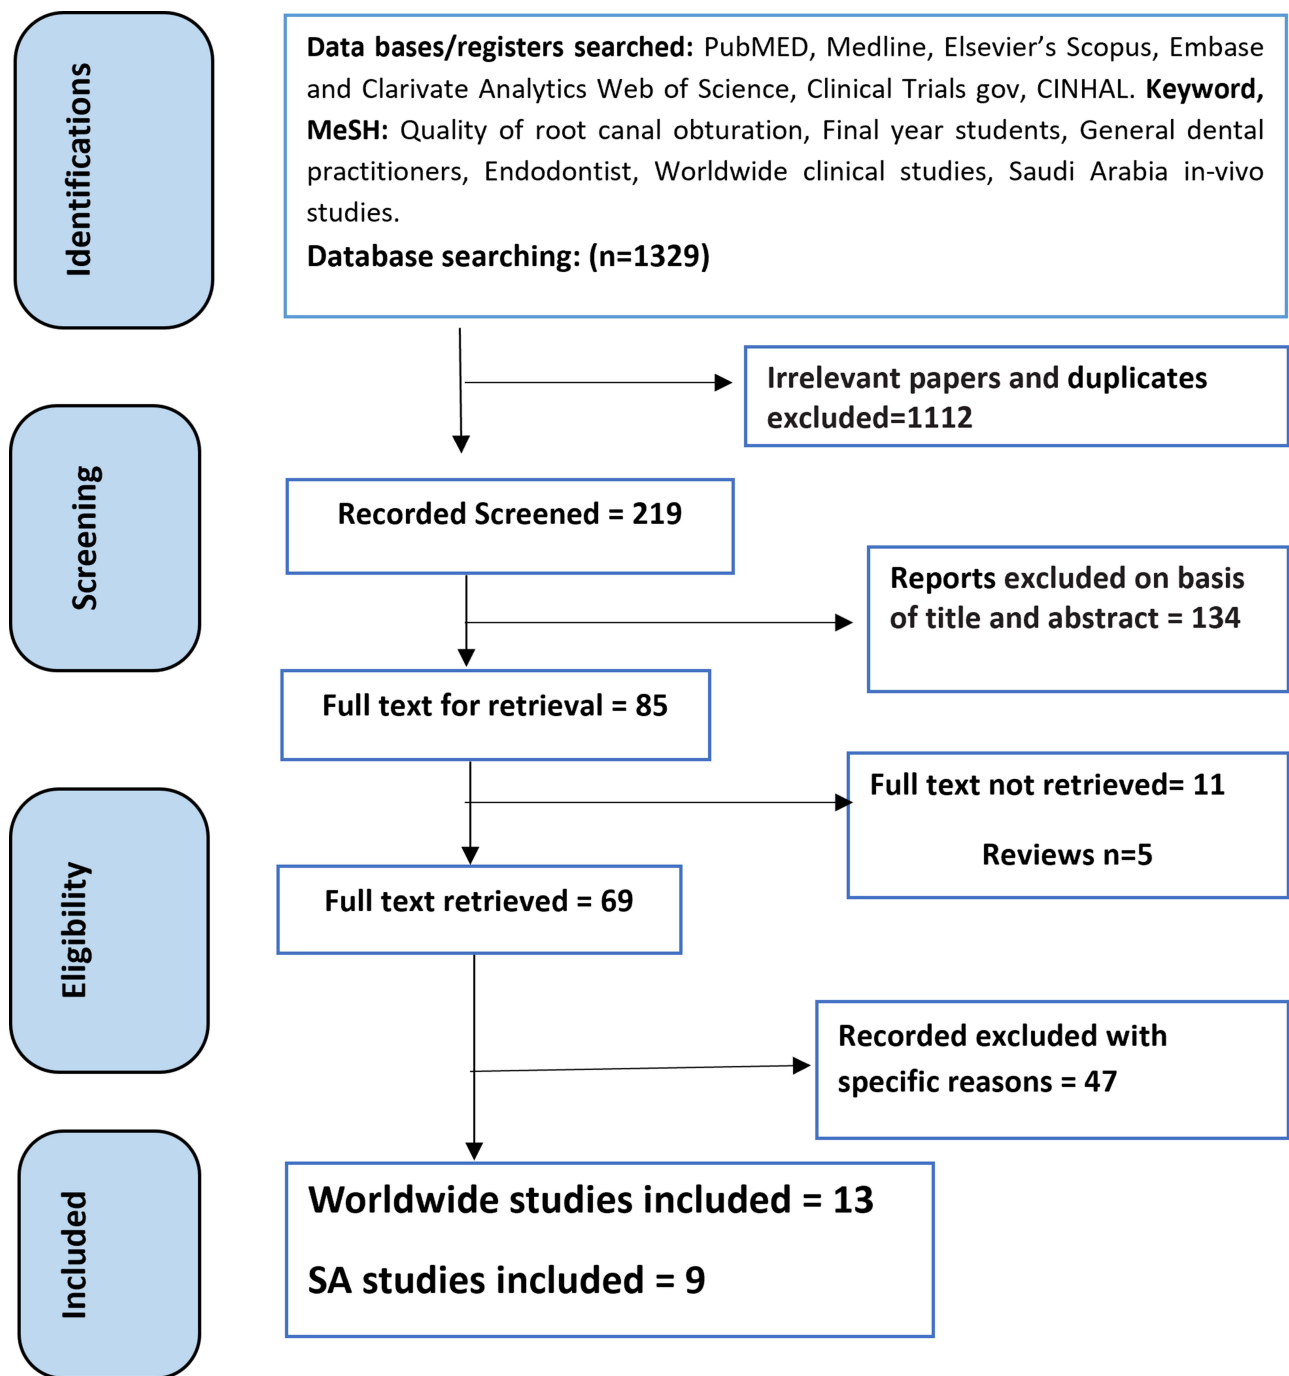 Identifications
Data bases/registers searched: PubMED, Medline, Elsevier’s Scopus, Embase
and Clarivate Analytics Web of Science, Clinical Trials gov, CINHAL. Keyword,
MeSH: Quality of root canal obturation, Final year students, General dental
practitioners, Endodontist, Worldwide clinical studies, Saudi Arabia in-vivo
studies.
Database searching: (n=1329)
Irrelevant papers and duplicates
excluded=1112
Screening
Recorded Screened = 219
Reports excluded on basis
of title and abstract = 134
Full text for retrieval = 85
Full text not retrieved= 11
Reviews n=5
Eligibility
Full text retrieved = 69
Recorded excluded with
specific reasons = 47
Included
Worldwide studies included = 13
SA studies included = 9